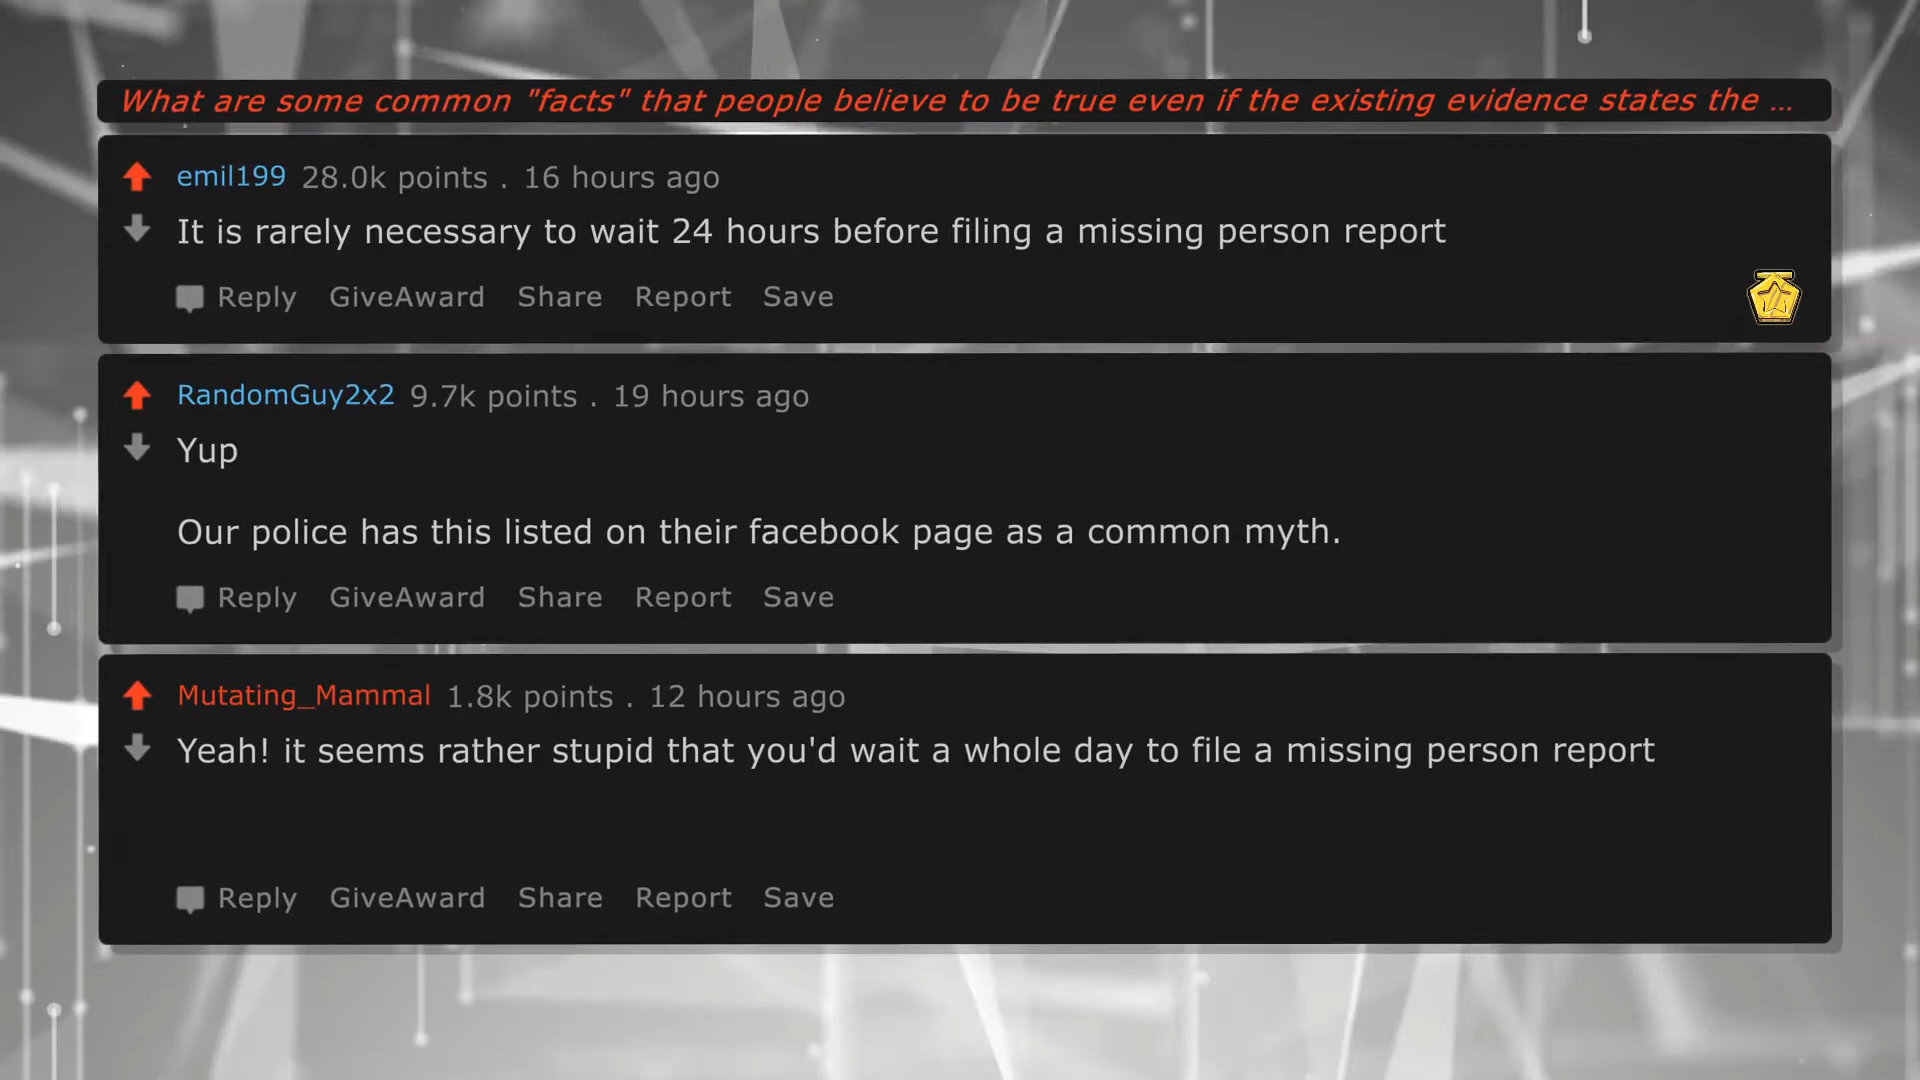 What are some common "facts" that people believe to be true even if the existing evidence states the ...
emil199 28.0k points . 16 hours ago
It is rarely necessary to wait 24 hours before filing a missing person report
Reply GiveAward Share Report Save
RandomGuy2x2 9.7k points . 19 hours ago
Yup
Our police has this listed on their facebook page as a common myth.
Reply GiveAward Share Report Save
Mutating_Mammal 1.8k points . 12 hours ago
Yeah! it seems rather stupid that you'd wait a whole day to file a missing person report
Reply GiveAward Share Report Save